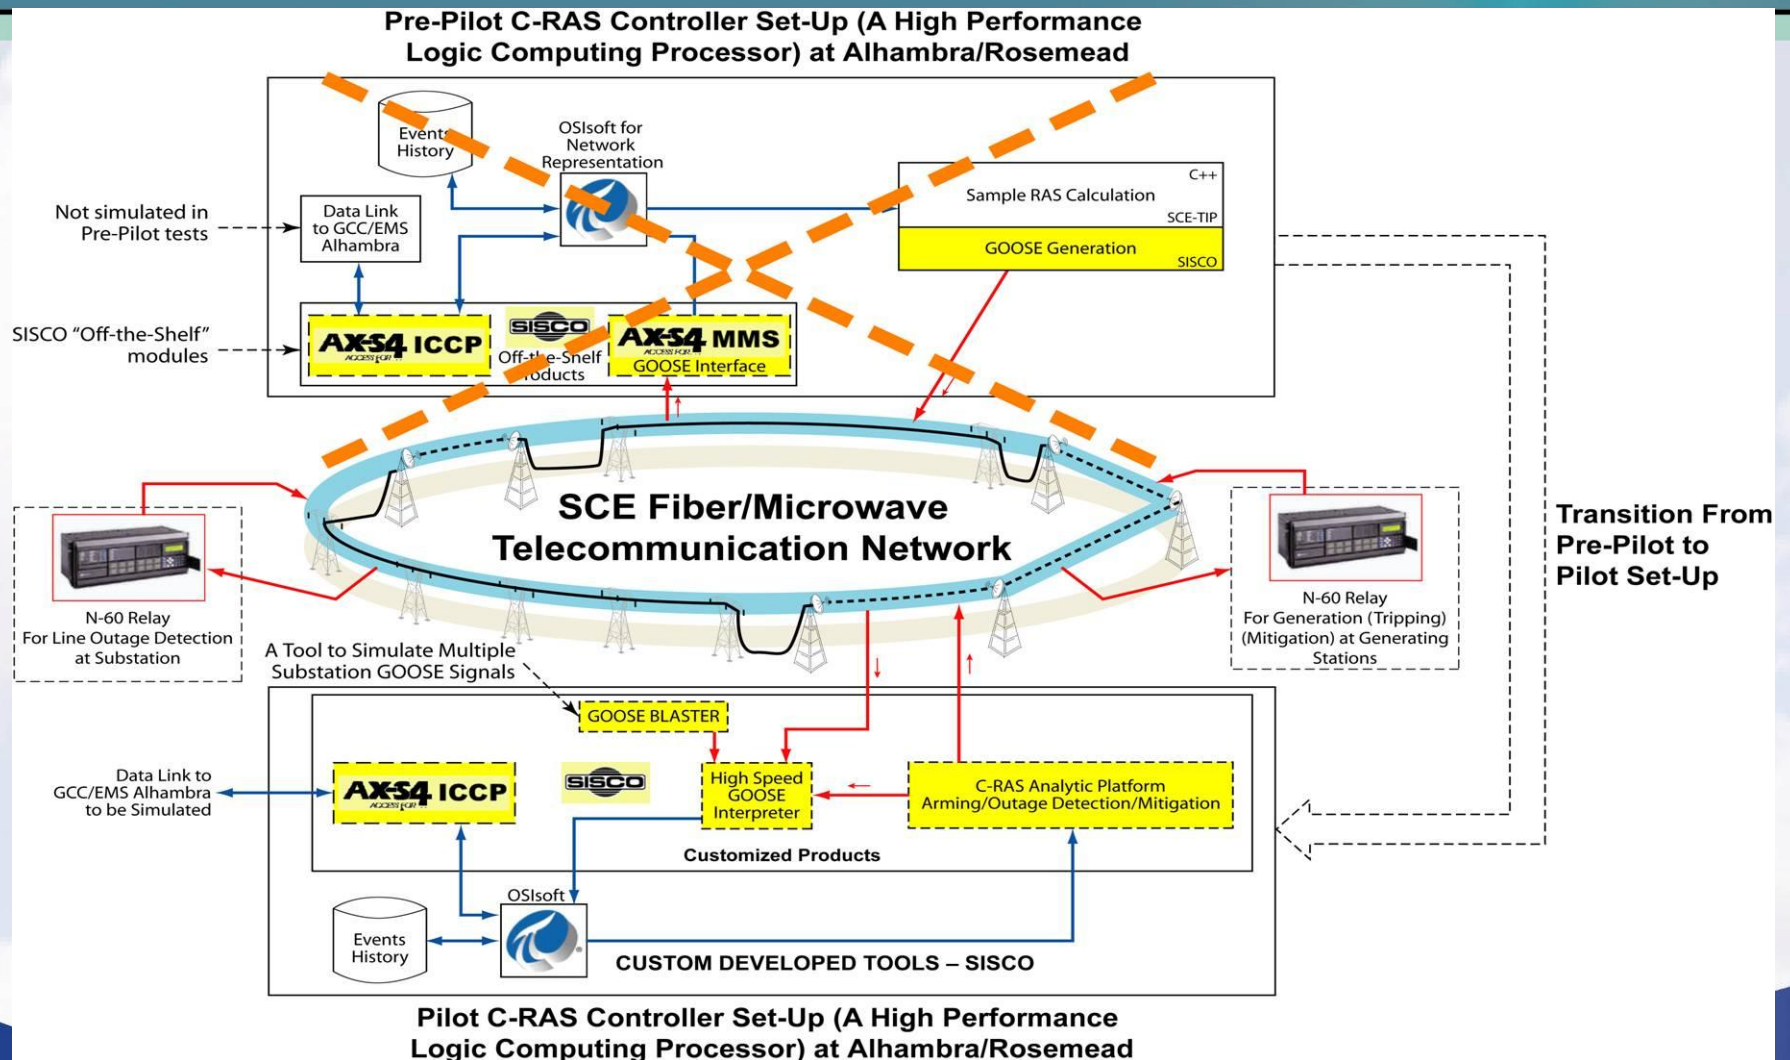 Pre-Pilot C-RAS Controller Set-Up (A High Performance
Logic Computing Processor) at Alhambra/Rosemead
Events
History
OSIsoft for
Network
Representation
C++
Sample RAS Calculation
SCE-TIP
GOOSE Generation
SISCO
Not simulated in
Pre-Pilot tests
Data Link
to GCC/EMS
Alhambra
SISCO “Off-the-Shelf”
modules
AX-S4 ICCP
ACCESS FOR
SISCO
Off-the-Shelf
roducts
AX-S4 MMS
ACCESS FOR
GOOSE Interface
SCE Fiber/Microwave
Telecommunication Network
N-60 Relay
For Line Outage Detection
at Substation
N-60 Relay
For Generation (Tripping)
(Mitigation) at Generating
Stations
Transition From
Pre-Pilot to
Pilot Set-Up
A Tool to Simulate Multiple
Substation GOOSE Signals
GOOSE BLASTER
Data Link to
GCC/EMS Alhambra
to be Simulated
AX-S4 ICCP
ACCESS FOR
SISCO
High Speed
GOOSE
Interpreter
C-RAS Analytic Platform
Arming/Outage Detection/Mitigation
Customized Products
OSIsoft
Events
History
CUSTOM DEVELOPED TOOLS – SISCO
Pilot C-RAS Controller Set-Up (A High Performance
Logic Computing Processor) at Alhambra/Rosemead